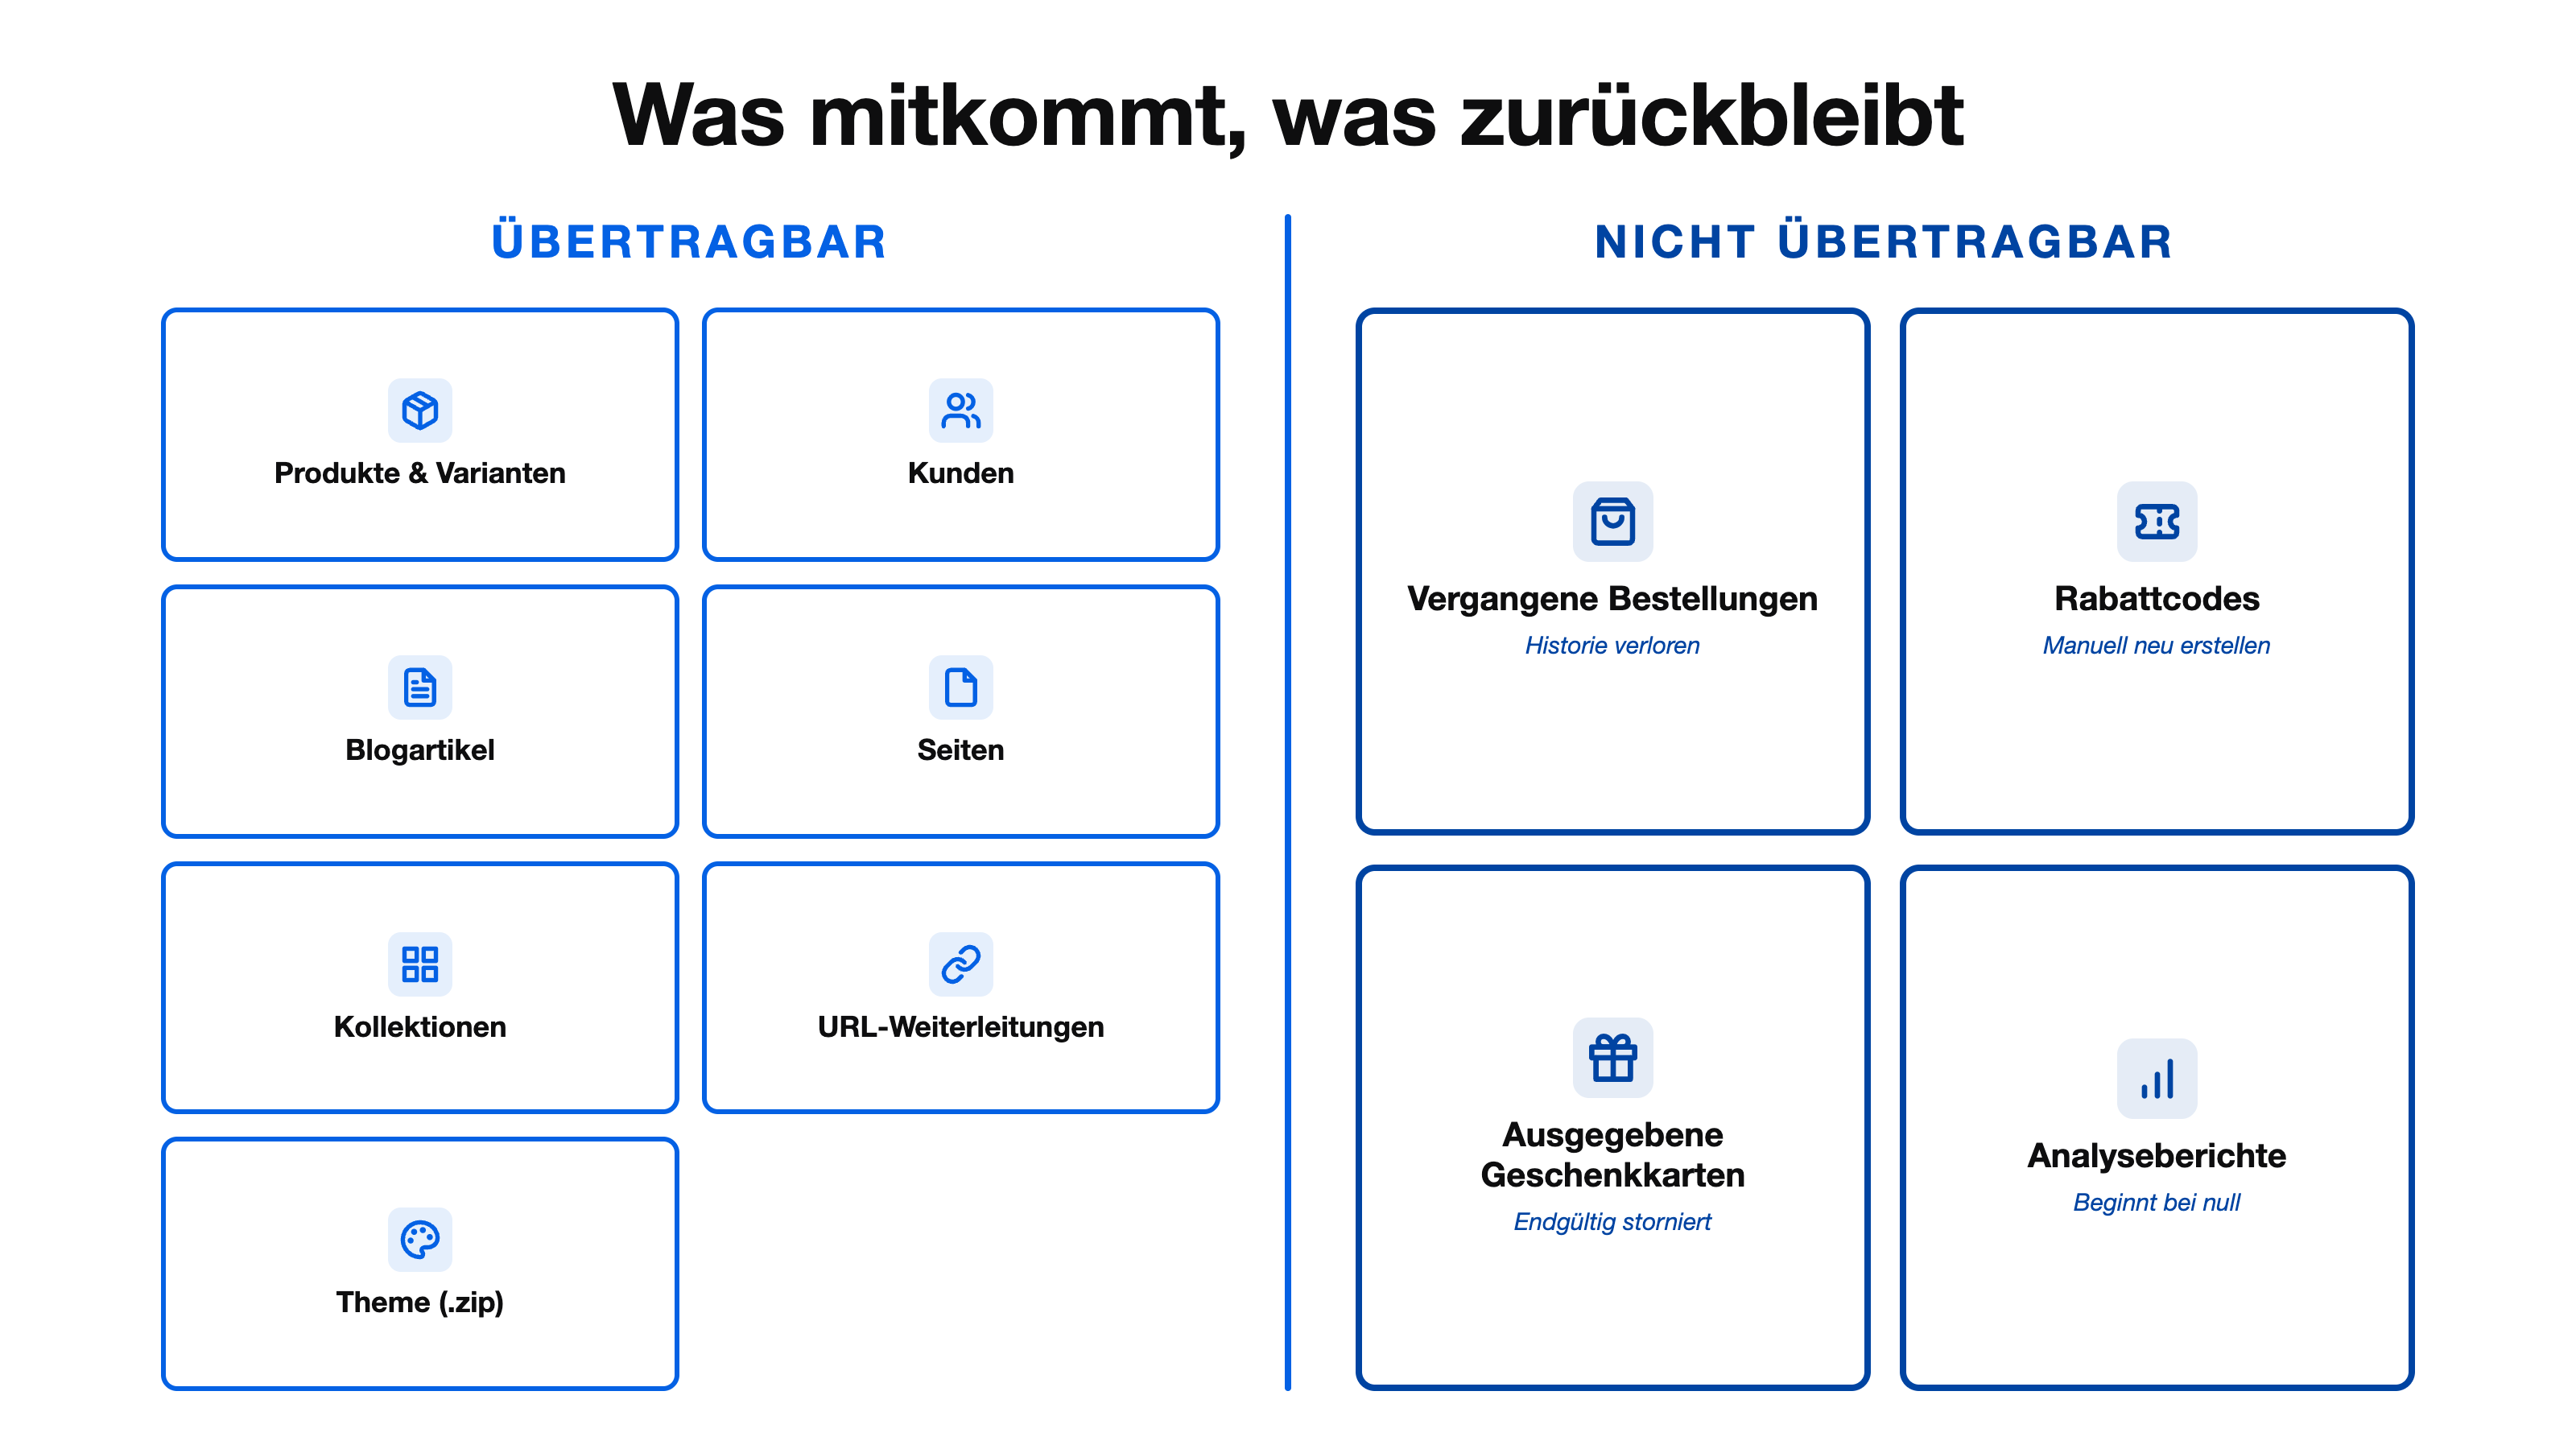 Was mitkommt, was zurückbleibt
ÜBERTRAGBAR
Produkte & Varianten
Kunden
Blogartikel
Seiten
Kollektionen
URL-Weiterleitungen
Theme (.zip)
NICHT ÜBERTRAGBAR
Vergangene Bestellungen
Historie verloren
Rabattcodes
Manuell neu erstellen
Ausgegebene
Geschenkkarten
Endgültig storniert
Analyseberichte
Beginnt bei null